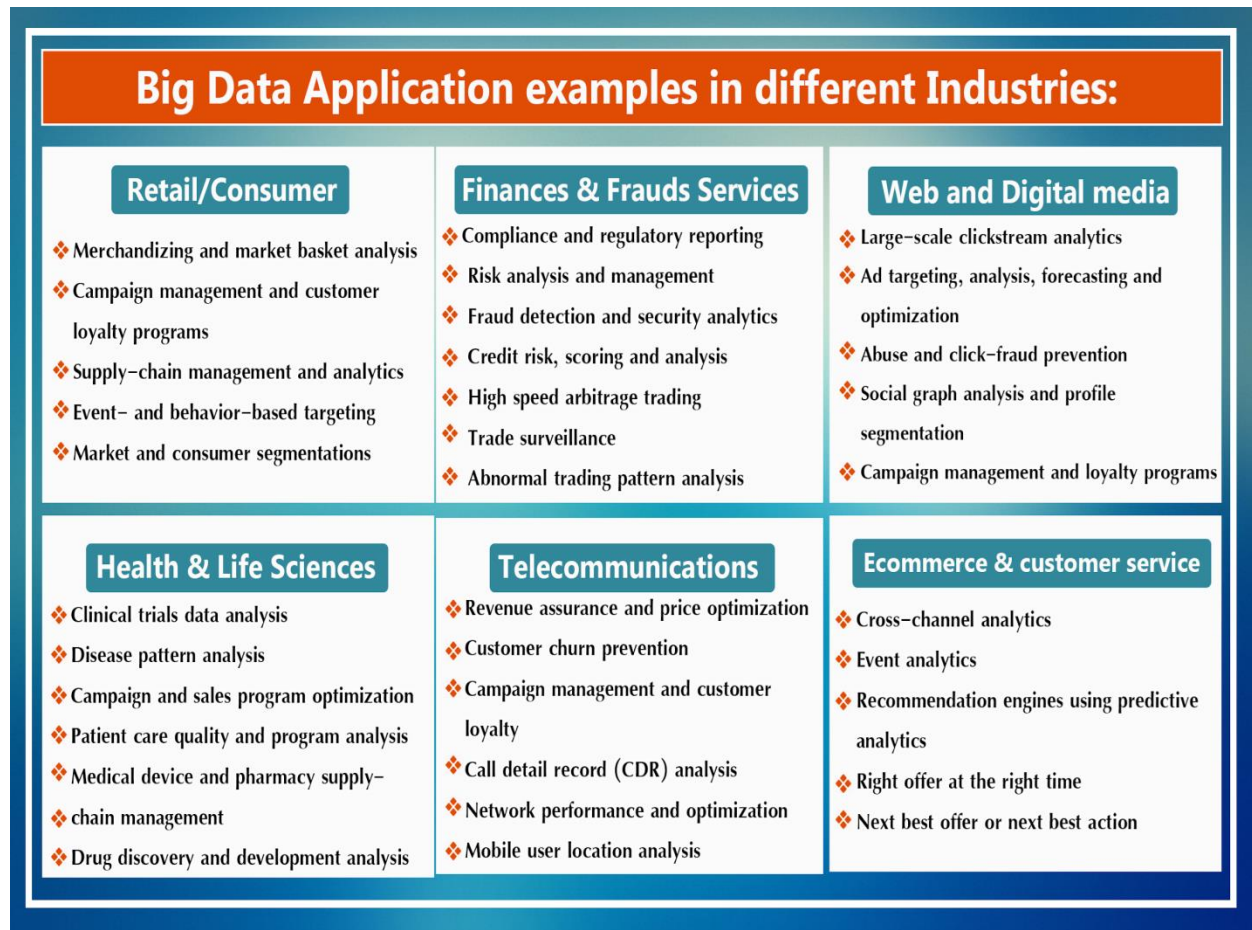 Big Data Application examples in different Industries:
Retail/Consumer
❖ Merchandizing and market basket analysis
❖ Campaign management and customer
loyalty programs
❖ Supply-chain management and analytics
❖ Event- and behavior-based targeting
❖ Market and consumer segmentations
Finances & Frauds Services
❖ Compliance and regulatory reporting
❖ Risk analysis and management
❖ Fraud detection and security analytics
❖ Credit risk, scoring and analysis
❖ High speed arbitrage trading
❖ Trade surveillance
❖ Abnormal trading pattern analysis
Web and Digital media
❖ Large-scale clickstream analytics
❖ Ad targeting, analysis, forecasting and
optimization
❖ Abuse and click-fraud prevention
❖ Social graph analysis and profile
segmentation
❖ Campaign management and loyalty programs
Health & Life Sciences
❖ Clinical trials data analysis
❖ Disease pattern analysis
❖ Campaign and sales program optimization
❖ Patient care quality and program analysis
❖ Medical device and pharmacy supply-
❖ chain management
❖ Drug discovery and development analysis
Telecommunications
❖ Revenue assurance and price optimization
❖ Customer churn prevention
❖ Campaign management and customer
loyalty
❖ Call detail record (CDR) analysis
❖ Network performance and optimization
❖ Mobile user location analysis
Ecommerce & customer service
❖ Cross-channel analytics
❖ Event analytics
❖ Recommendation engines using predictive
analytics
❖ Right offer at the right time
❖ Next best offer or next best action